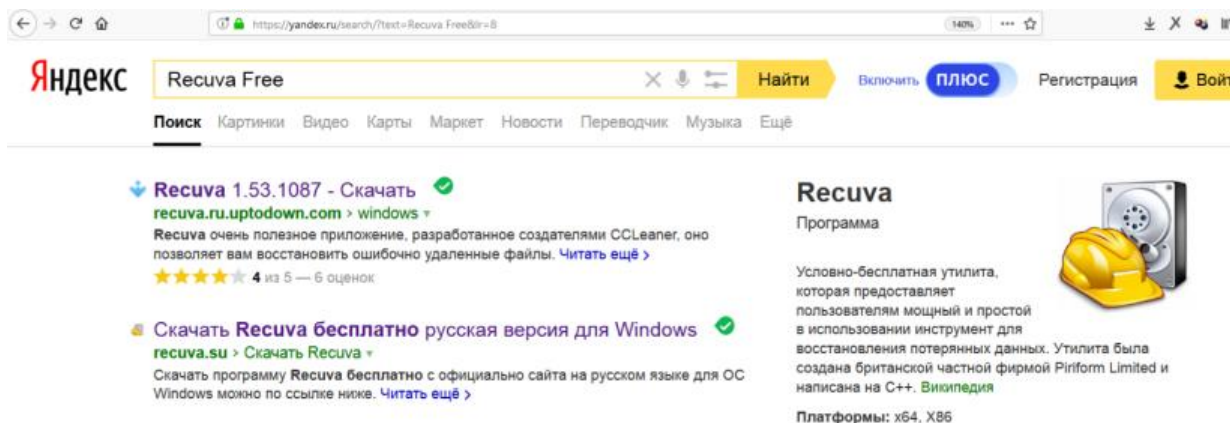 https://yandex.ru/search/?text=Recuva Free&lr=8
140%
Яндекс
Recuva Free
Найти
Включить ПЛЮС
Регистрация
Войт
Поиск Картинки Видео Карты Маркет Новости Переводчик Музыка Ещё
Recuva 1.53.1087 - Скачать
recuva.ru.uptodown.com > windows
Recuva очень полезное приложение, разработанное создателями CCLeaner, оно
позволяет вам восстановить ошибочно удаленные файлы. Читать ещё >
4 из 5 — 6 оценок
Скачать Recuva бесплатно русская версия для Windows
recuva.su > Скачать Recuva
Скачать программу Recuva бесплатно с официально сайта на русском языке для ОС
Windows можно по ссылке ниже. Читать ещё >
Recuva
Программа
Условно-бесплатная утилита,
которая предоставляет
пользователям мощный и простой
в использовании инструмент для
восстановления потерянных данных. Утилита была
создана британской частной фирмой Piriform Limited и
написана на C++. Википедия
Платформы: x64, X86